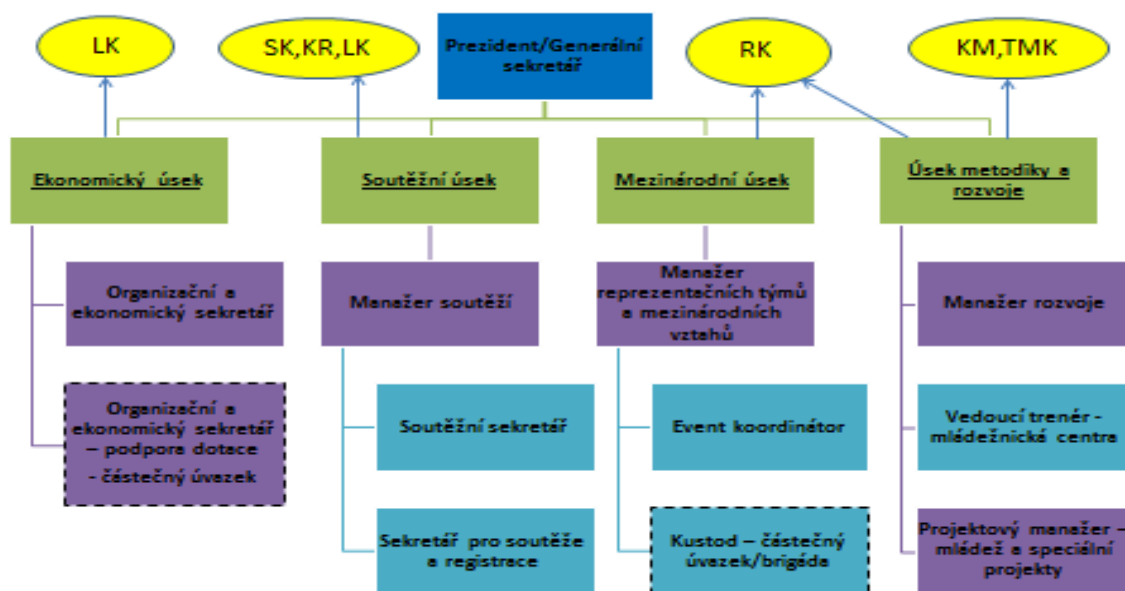 LK
SK,KR,LK
Prezident/Generální
sekretář
RK
KM,TMK
Ekonomický úsek
Soutěžní úsek
Mezinárodní úsek
Úsek metodiky a
rozvoje
Organizační a
ekonomický sekretář
Manažer soutěží
Manažer
reprezentačních týmů
a mezinárodních
vztahů
Manažer rozvoje
Organizační a
ekonomický sekretář
– podpora dotace
- částečný úvazek
Soutěžní sekretář
Event koordinátor
Vedoucí trenér -
mládežnická centra
Sekretář pro soutěže
a registrace
Kustod – částečný
úvazek/brigáda
Projektový manažer –
mládež a speciální
projekty